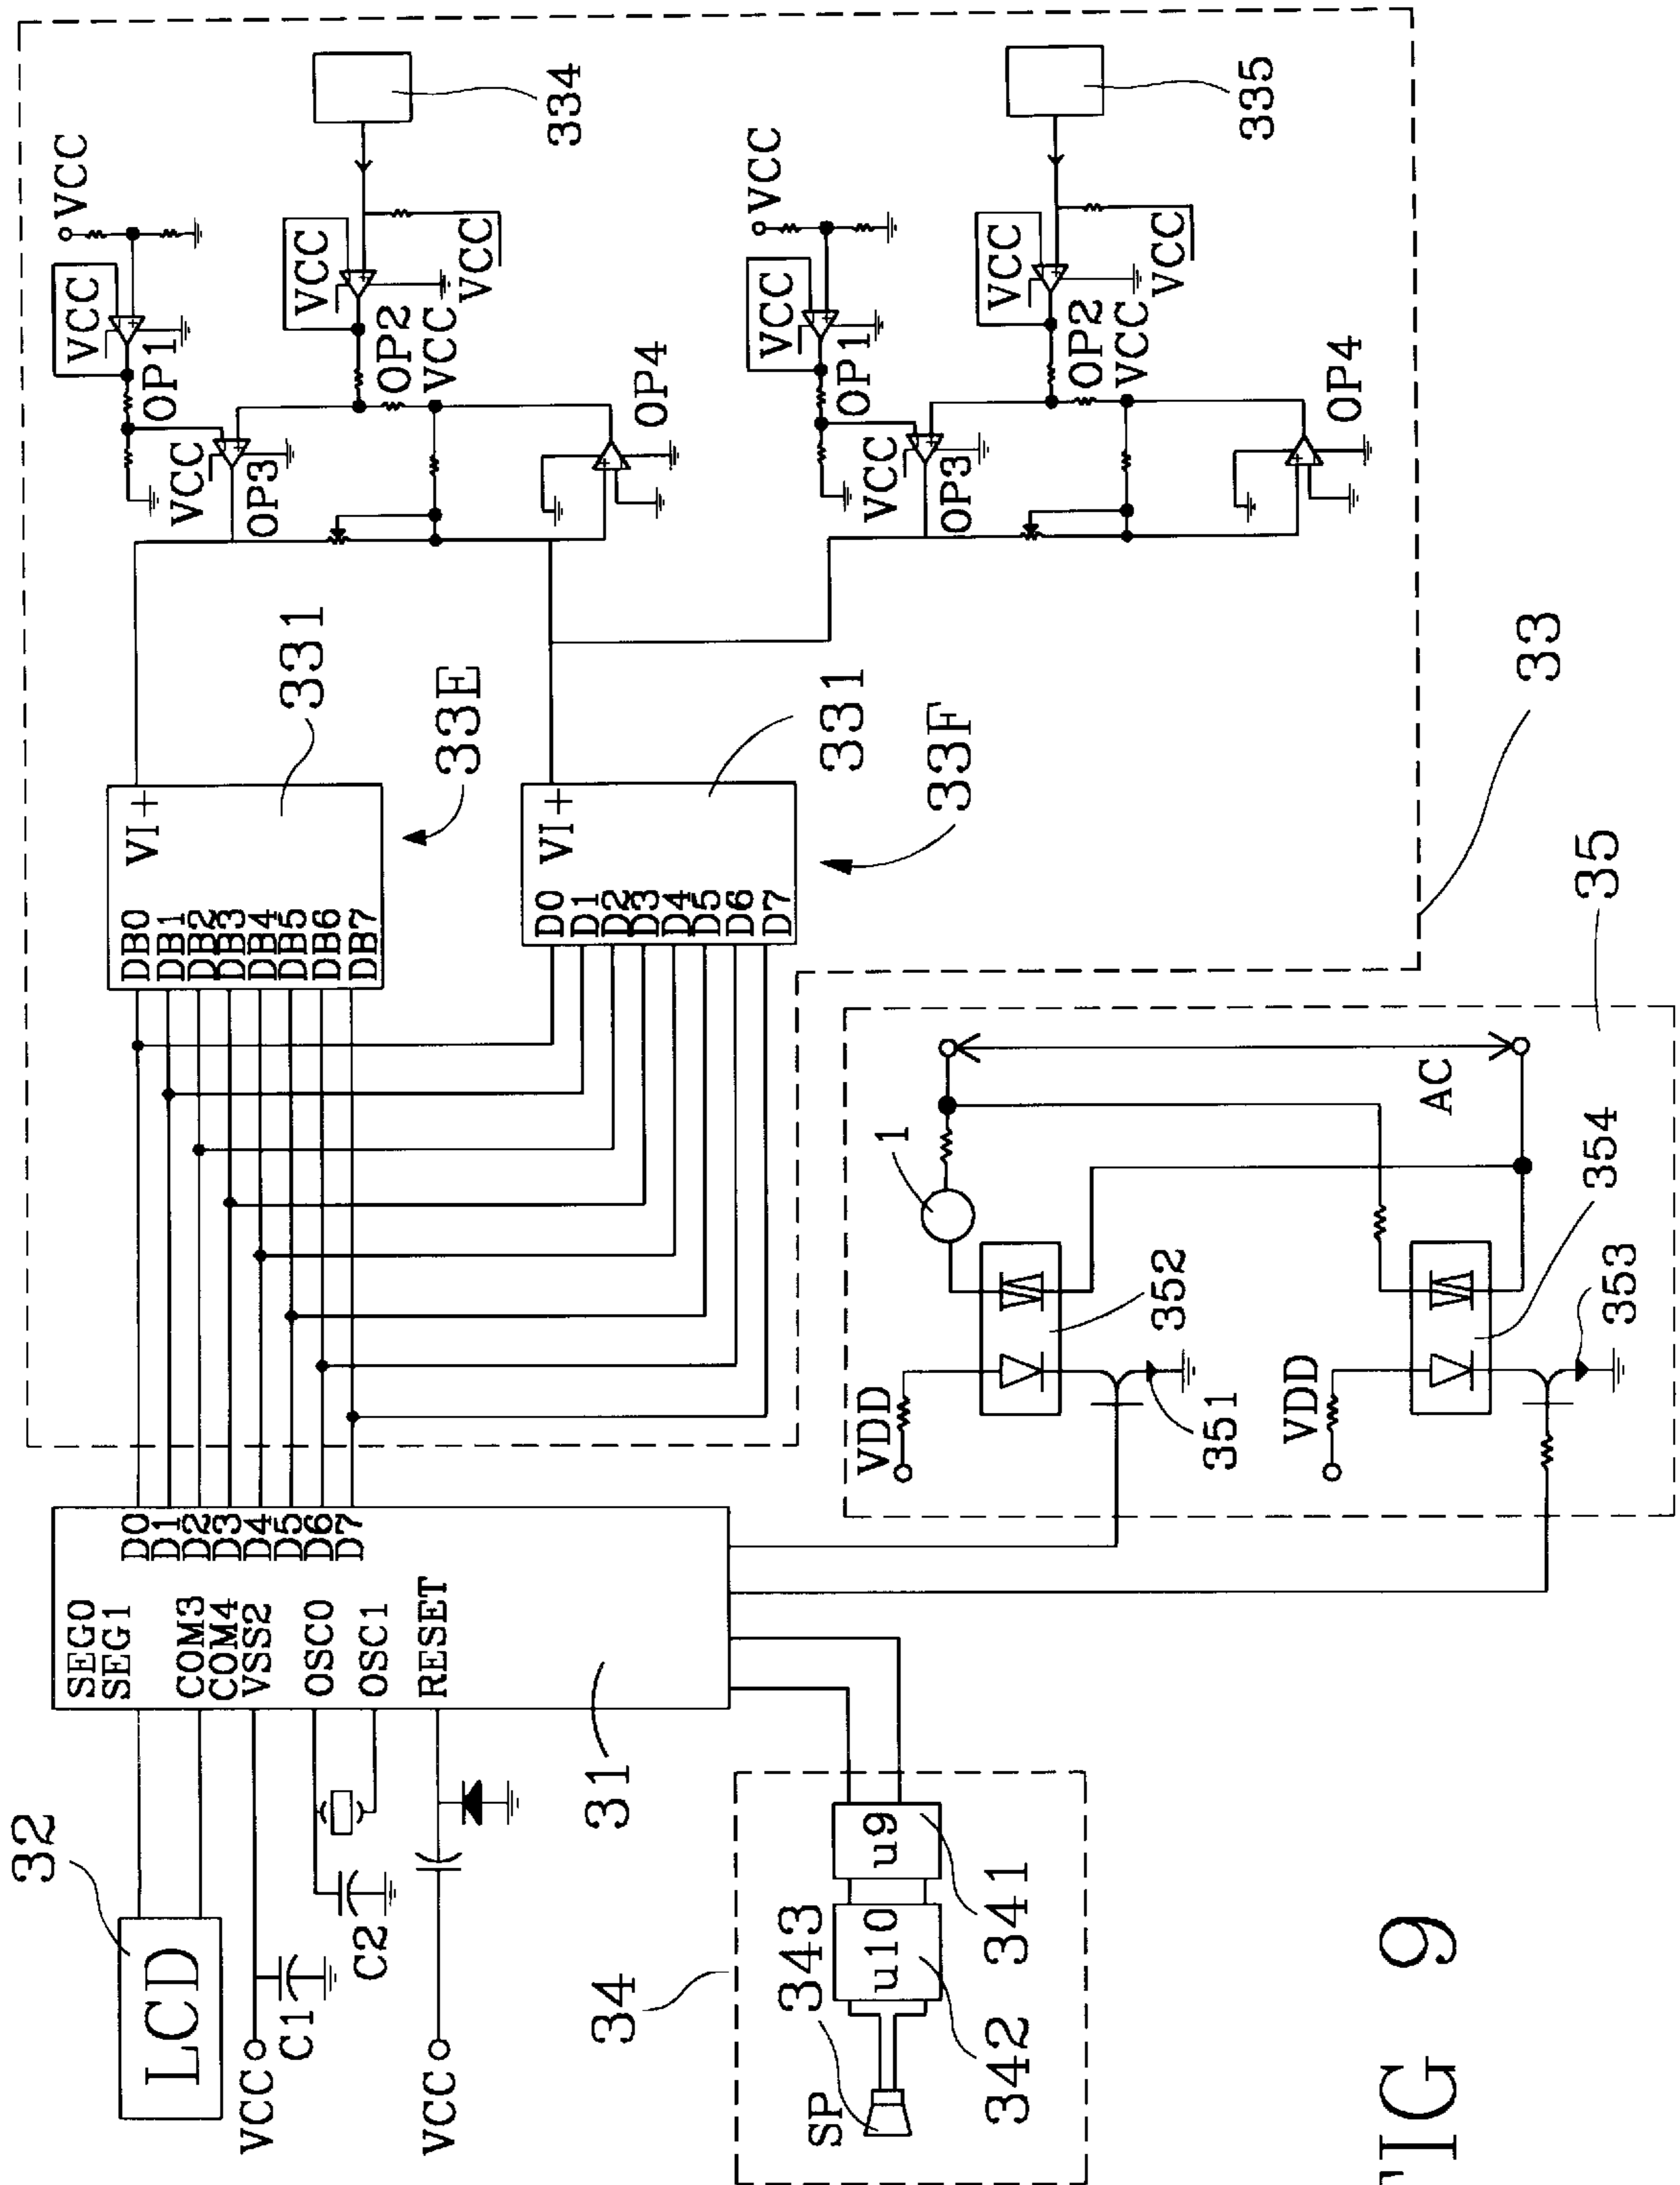 VCC
VCC
OP1
VCC
OP3
VCC
OP2
VCC
VCC
OP4
334
VCC
VCC
OP1
VCC
OP3
VCC
OP2
VCC
VCC
OP4
335
VI+
DB0
DB1
DB2
DB3
DB4
DB5
DB6
DB7
331
33E
VI+
D0
D1
D2
D3
D4
D5
D6
D7
331
33F
33
35
1
AC
352
VDD
351
354
VDD
353
SEG0
SEG1
COM3
COM4
VSS2
OSC0
OSC1
RESET
D0
D1
D2
D3
D4
D5
D6
D7
31
32
LCD
VCC
C1
C2
VCC
34
343
SP
u10
u9
342
341
FIG 9